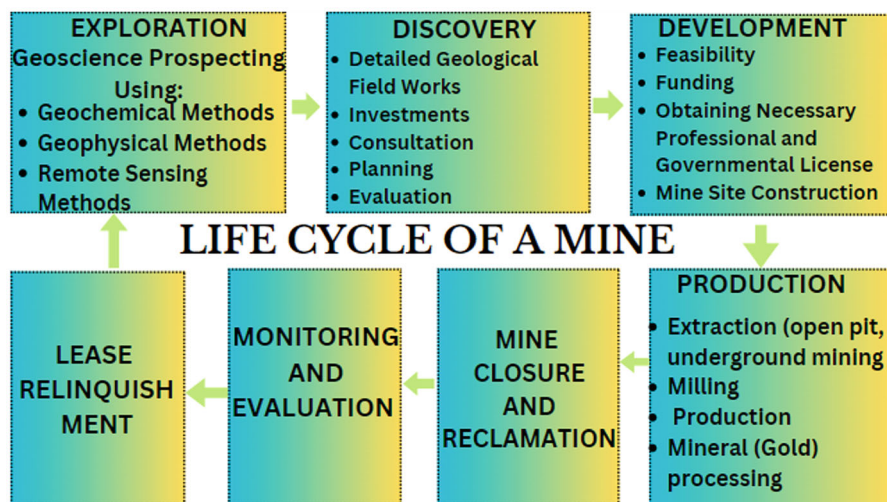 EXPLORATION
Geoscience Prospecting
Using:
• Geochemical Methods
• Geophysical Methods
• Remote Sensing
Methods
DISCOVERY
• Detailed Geological
Field Works
• Investments
• Consultation
• Planning
• Evaluation
DEVELOPMENT
• Feasibility
• Funding
• Obtaining Necessary
Professional and
Governmental License
• Mine Site Construction
LIFE CYCLE OF A MINE
PRODUCTION
• Extraction (open pit,
underground mining
• Milling
• Production
• Mineral (Gold)
processing
MINE
CLOSURE
AND
RECLAMATION
MONITORING
AND
EVALUATION
LEASE
RELINQUISH
MENT